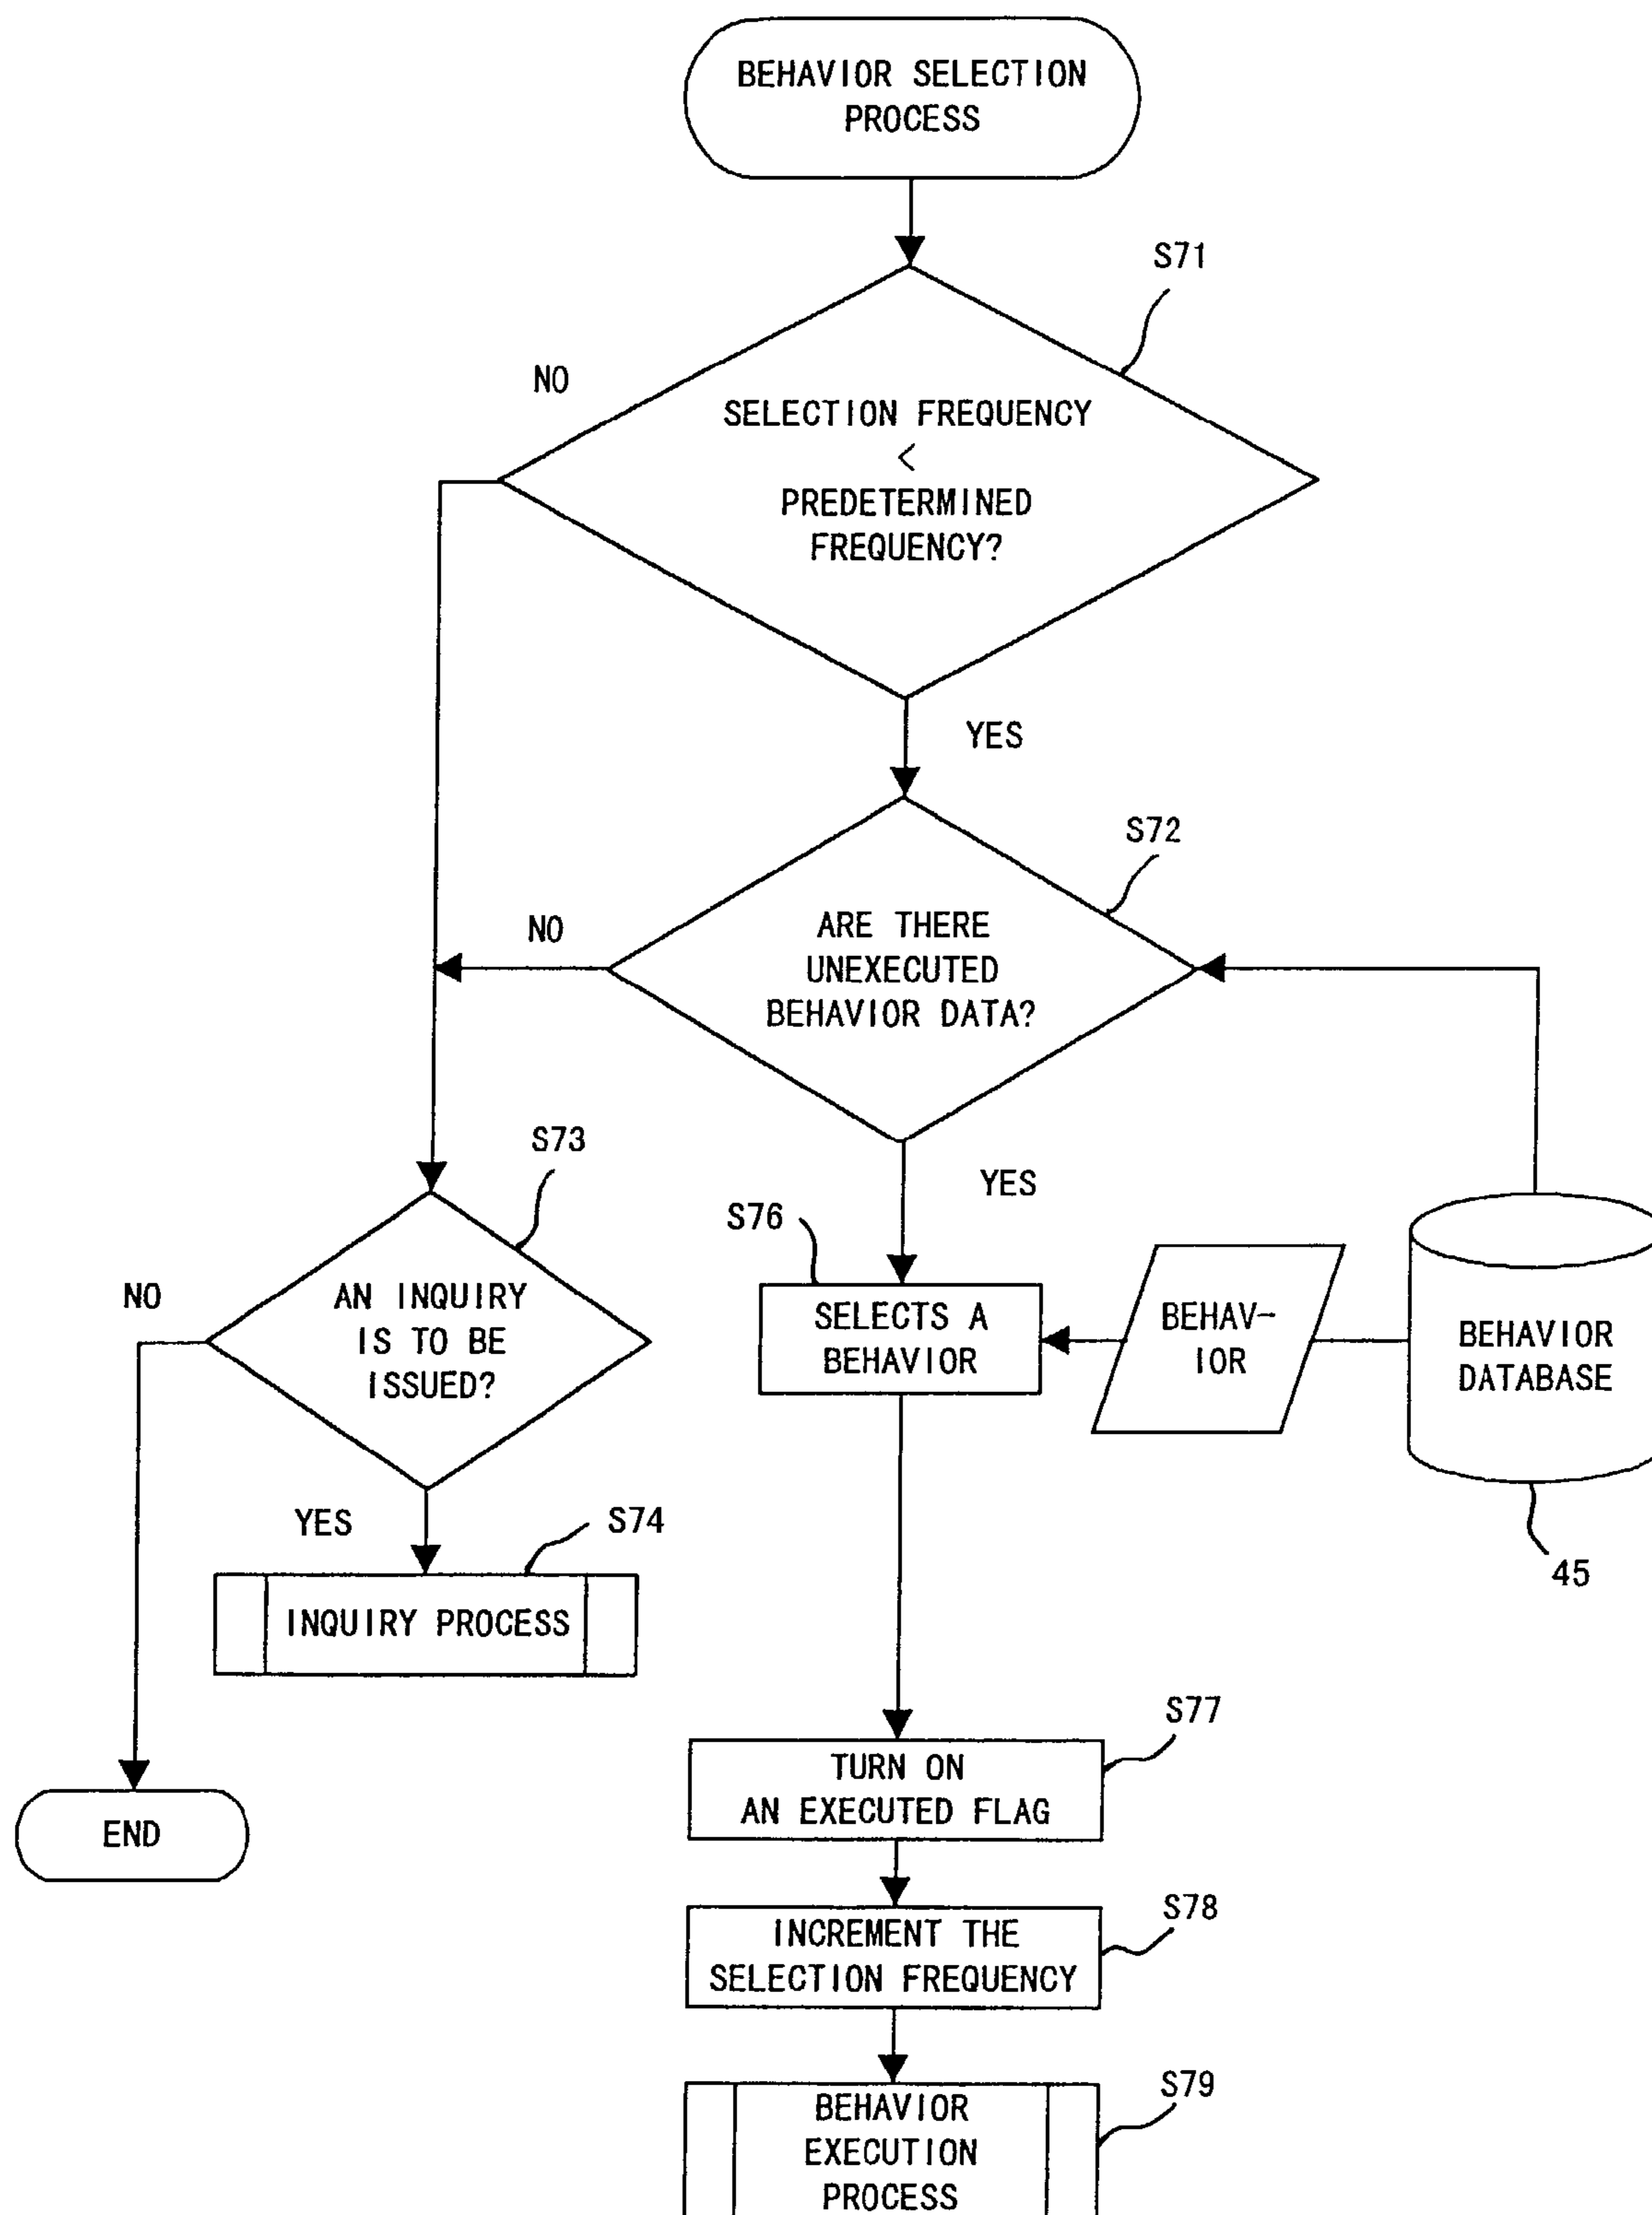 BEHAVIOR SELECTION
PROCESS
S71
NO
SELECTION FREQUENCY
<
PREDETERMINED
FREQUENCY?
YES
S72
NO
ARE THERE
UNEXECUTED
BEHAVIOR DATA?
S73
YES
S76
NO
AN INQUIRY
IS TO BE
ISSUED?
SELECTS A
BEHAVIOR
BEHAV-
IOR
BEHAVIOR
DATABASE
YES
S74
45
INQUIRY PROCESS
S77
TURN ON
AN EXECUTED FLAG
END
S78
INCREMENT THE
SELECTION FREQUENCY
S79
BEHAVIOR
EXECUTION
PROCESS